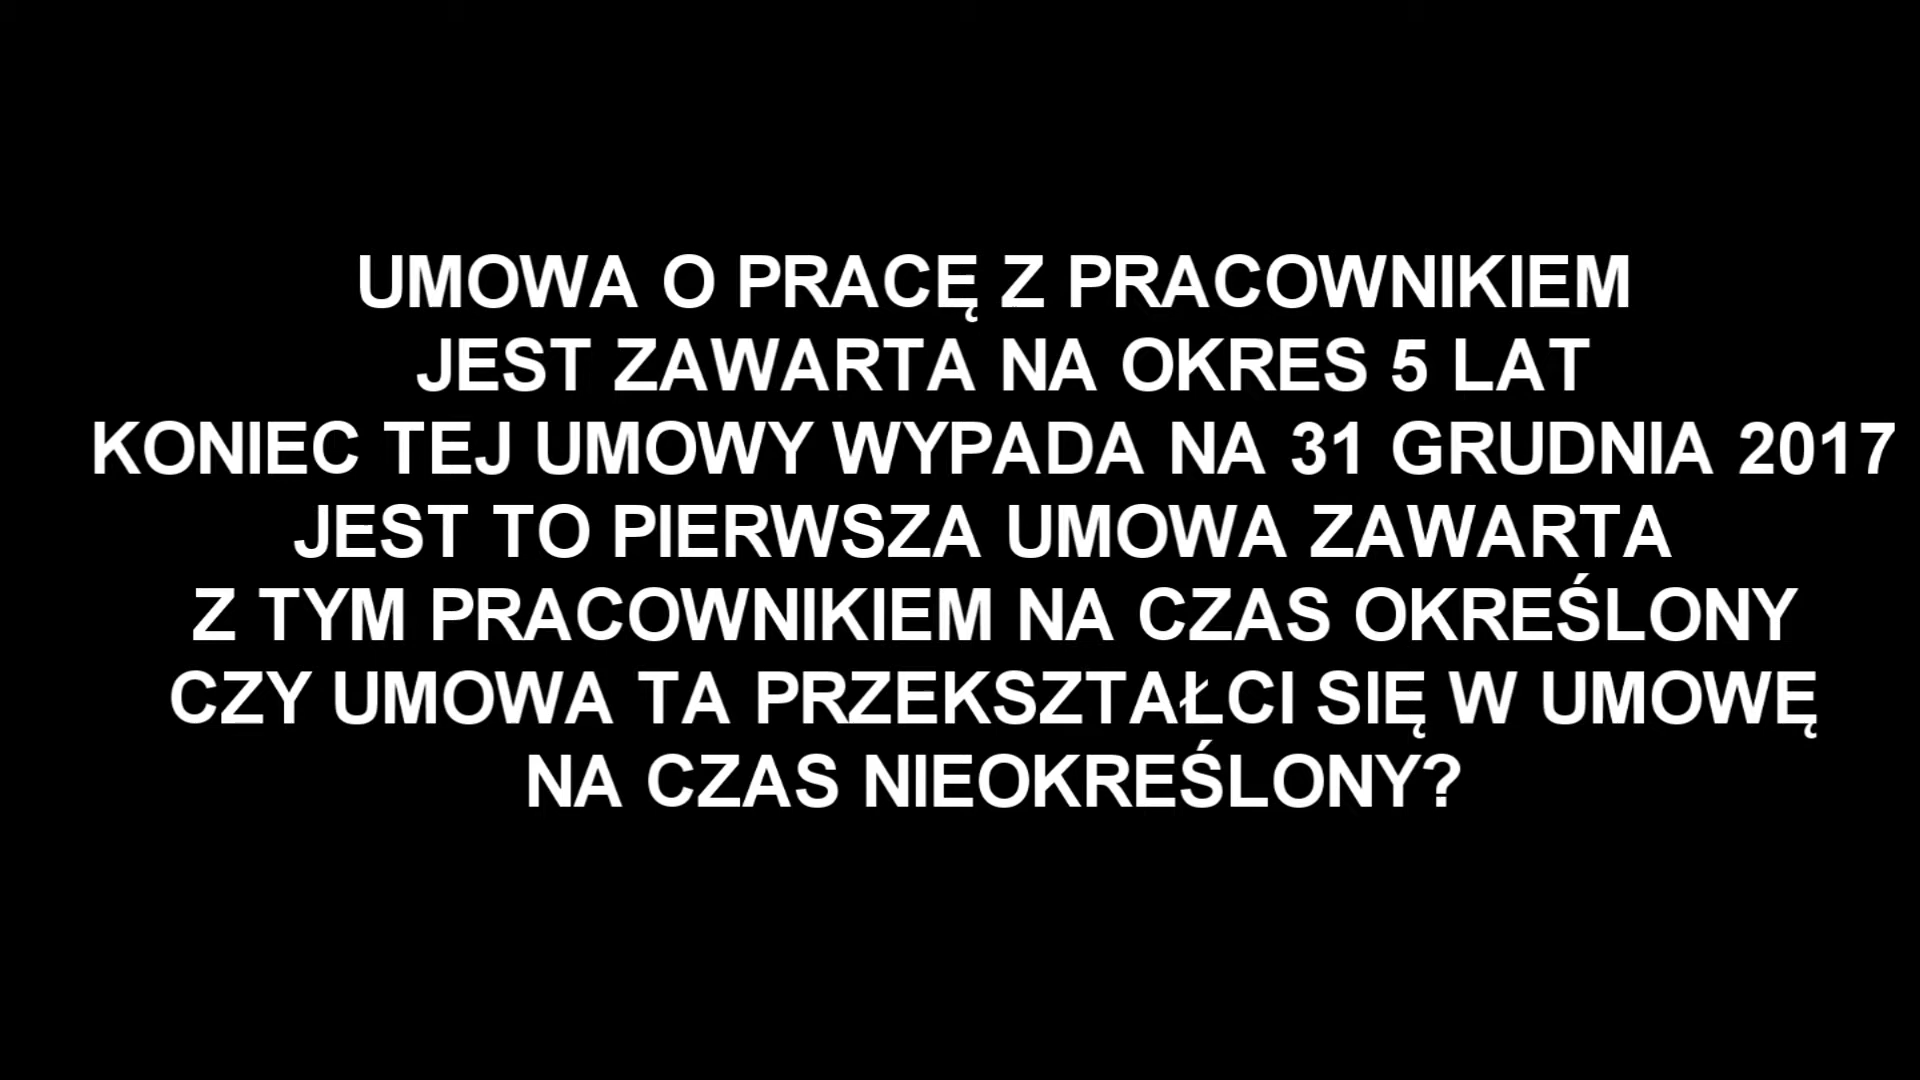 UMOWA O PRACĘ Z PRACOWNIKIEM
JEST ZAWARTA NA OKRES 5 LAT
KONIEC TEJ UMOWY WYPADA NA 31 GRUDNIA 2017
JEST TO PIERWSZA UMOWA ZAWARTA
Z TYM PRACOWNIKIEM NA CZAS OKREŚLONY
CZY UMOWA TA PRZEKSZTAŁCI SIĘ W UMOWĘ
NA CZAS NIEOKREŚLONY?